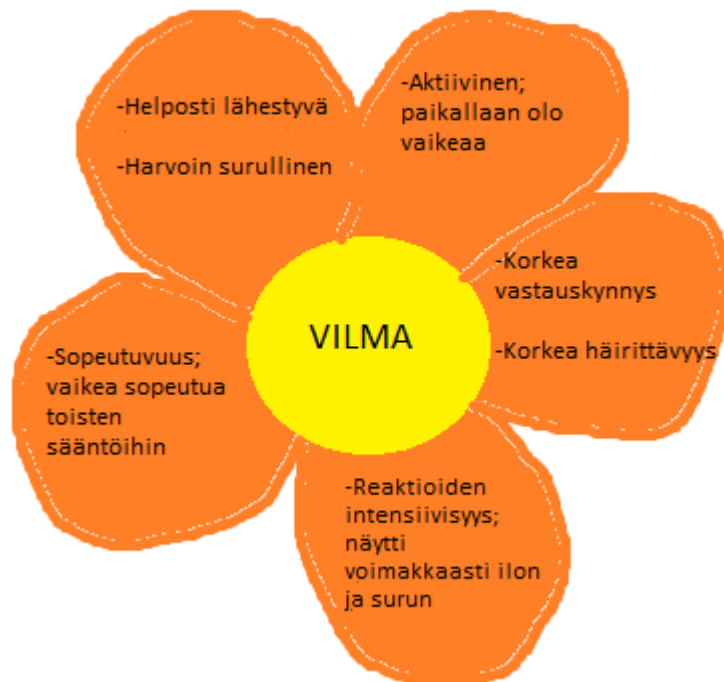 -Helposti lähestyvä
-Harvoin surullinen
-Aktiivinen;
paikallaan olo
vaikeaa
-Korkea
vastauskynnys
-Korkea häirittävyys
VILMA
-Sopeutuvuus;
vaikea sopeutua
toisten
sääntöihin
-Reaktioiden
intensiivisyys;
näytti
voimakkaasti ilon
ja surun